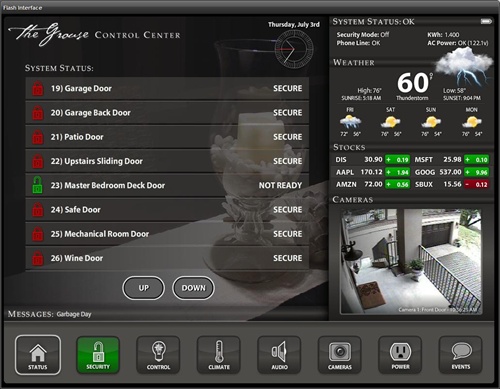 Flash Interface
The Grouse CONTROL CENTER
Thursday, July 3rd
SYSTEM STATUS:
19) Garage Door SECURE
20) Garage Back Door SECURE
21) Patio Door SECURE
22) Upstairs Sliding Door SECURE
23) Master Bedroom Deck Door NOT READY
24) Safe Door SECURE
25) Mechanical Room Door SECURE
26) Wine Door SECURE
UP DOWN
MESSAGES: Garbage Day
SYSTEM STATUS: OK
Security Mode: Off KWh: 1.400
Phone Line: OK AC Power: OK (122.1v)
WEATHER
High: 76° 60° Low: 58°
SUNRISE: 5:18 AM Thunderstorm SUNSET: 9:04 PM
FRI SAT SUN MON
72° 56° 76° 56° 76° 54° 76° 54°
STOCKS
DIS 30.90 + 0.19 MSFT 25.98 + 0.10
AAPL 170.12 + 1.94 GOOG 537.00 + 9.96
AMZN 72.00 + 0.56 SBUX 15.56 - 0.12
CAMERAS
Camera 1: Front Door - 10:56:25 AM
STATUS SECURITY CONTROL CLIMATE AUDIO CAMERAS POWER EVENTS